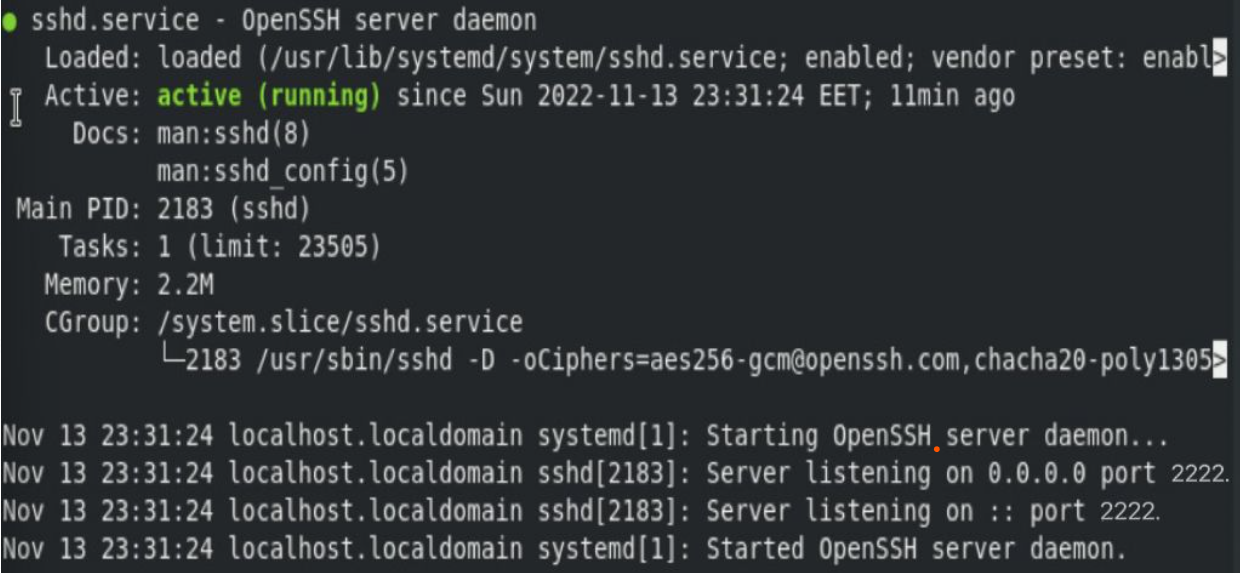 ● sshd.service - OpenSSH server daemon
Loaded: loaded (/usr/lib/systemd/system/sshd.service; enabled; vendor preset: enabl>
Active: active (running) since Sun 2022-11-13 23:31:24 EET; 11min ago
Docs: man:sshd(8)
man:sshd_config(5)
Main PID: 2183 (sshd)
Tasks: 1 (limit: 23505)
Memory: 2.2M
CGroup: /system.slice/sshd.service
└─2183 /usr/sbin/sshd -D -oCiphers=aes256-gcm@openssh.com,chacha20-poly1305>
Nov 13 23:31:24 localhost.localdomain systemd[1]: Starting OpenSSH server daemon...
Nov 13 23:31:24 localhost.localdomain sshd[2183]: Server listening on 0.0.0.0 port 2222.
Nov 13 23:31:24 localhost.localdomain sshd[2183]: Server listening on :: port 2222.
Nov 13 23:31:24 localhost.localdomain systemd[1]: Started OpenSSH server daemon.